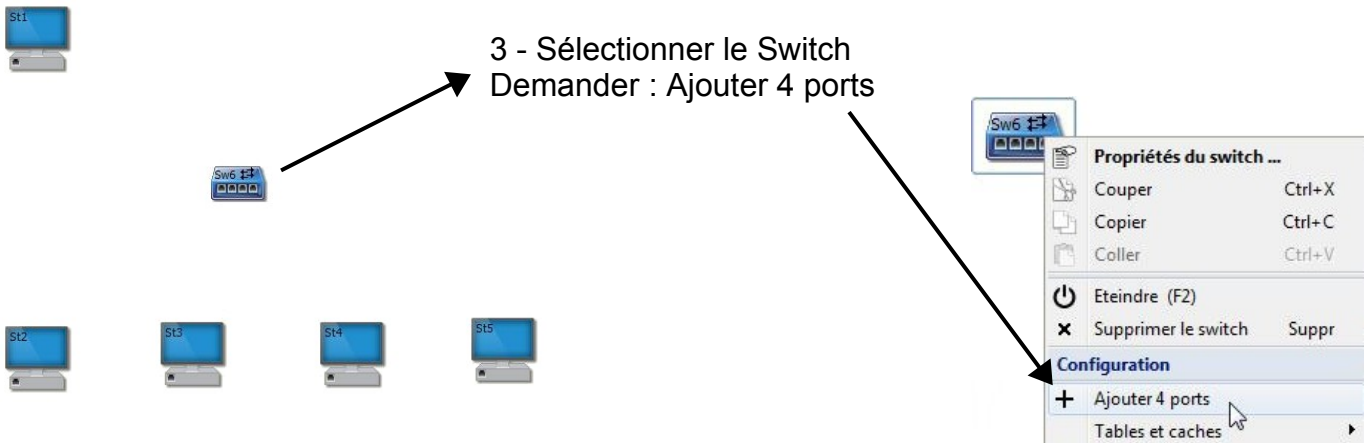 St1
3 - Sélectionner le Switch
Demander : Ajouter 4 ports
Sw6
Sw6
Propriétés du switch ...
Couper Ctrl+X
Copier Ctrl+C
Coller Ctrl+V
Eteindre (F2)
Supprimer le switch Suppr
Configuration
Ajouter 4 ports
Tables et caches
St2
St3
St4
St5